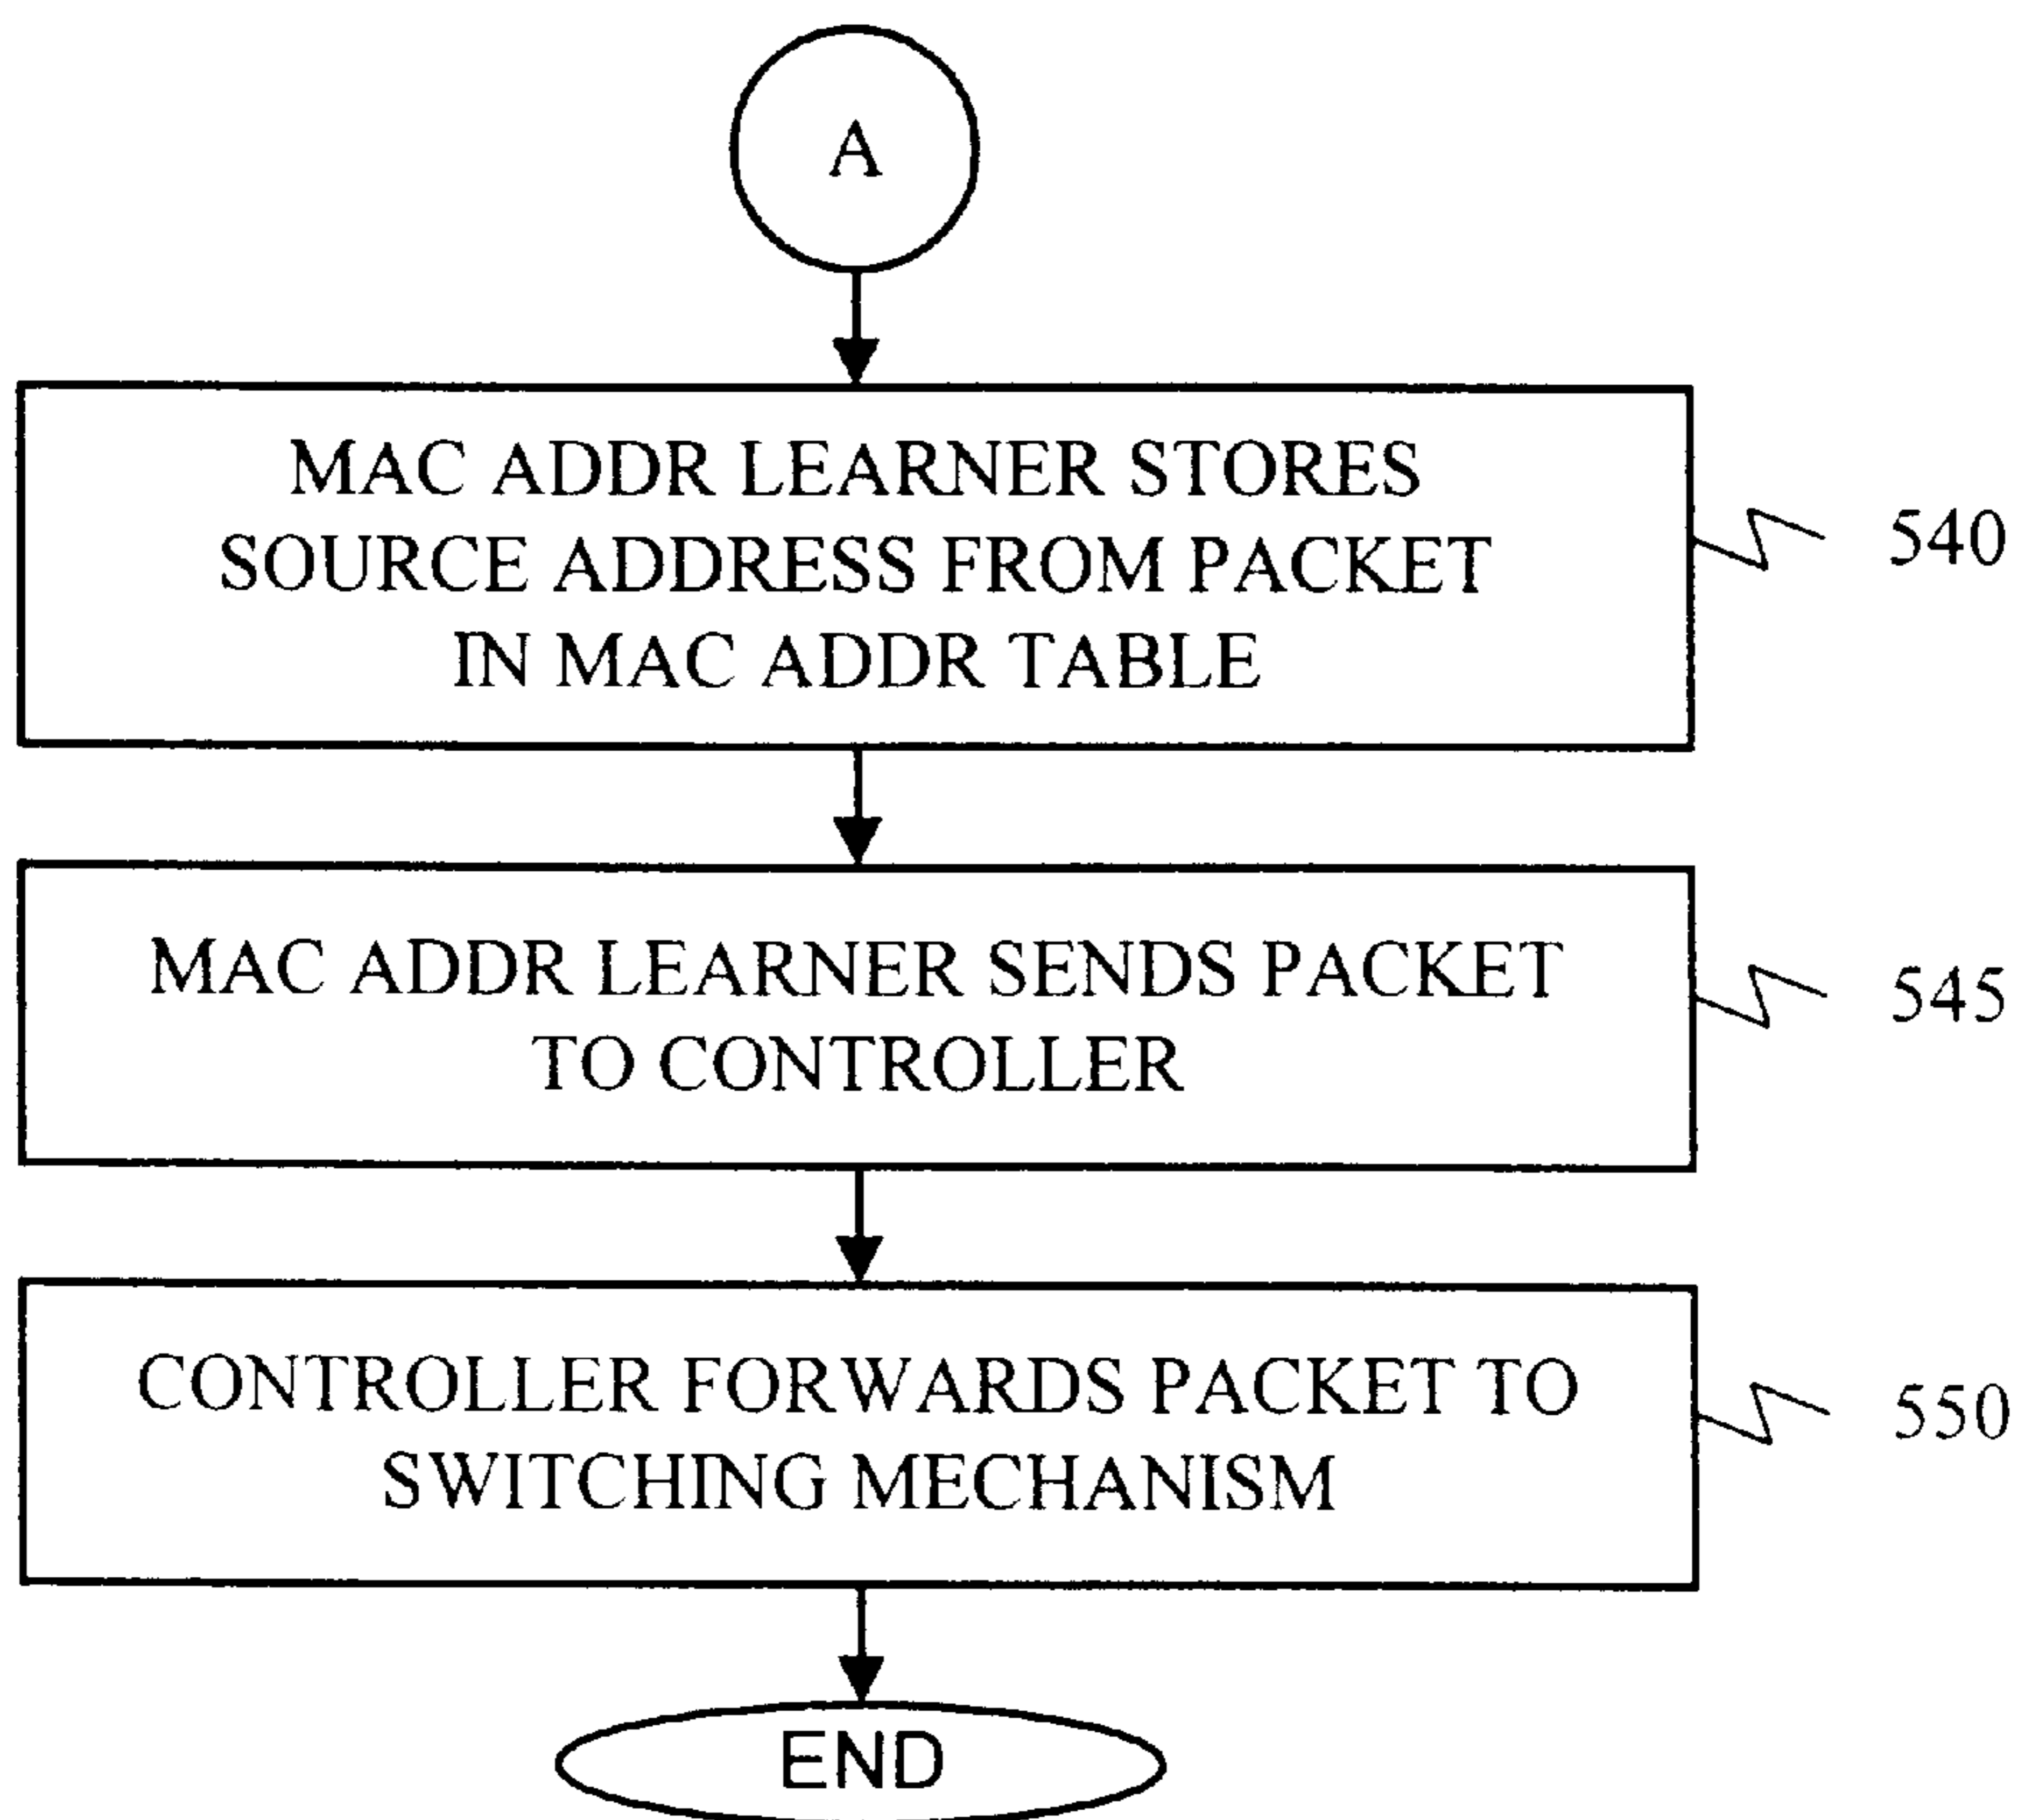 A
MAC ADDR LEARNER STORES
SOURCE ADDRESS FROM PACKET
IN MAC ADDR TABLE
540
MAC ADDR LEARNER SENDS PACKET
TO CONTROLLER
545
CONTROLLER FORWARDS PACKET TO
SWITCHING MECHANISM
550
END